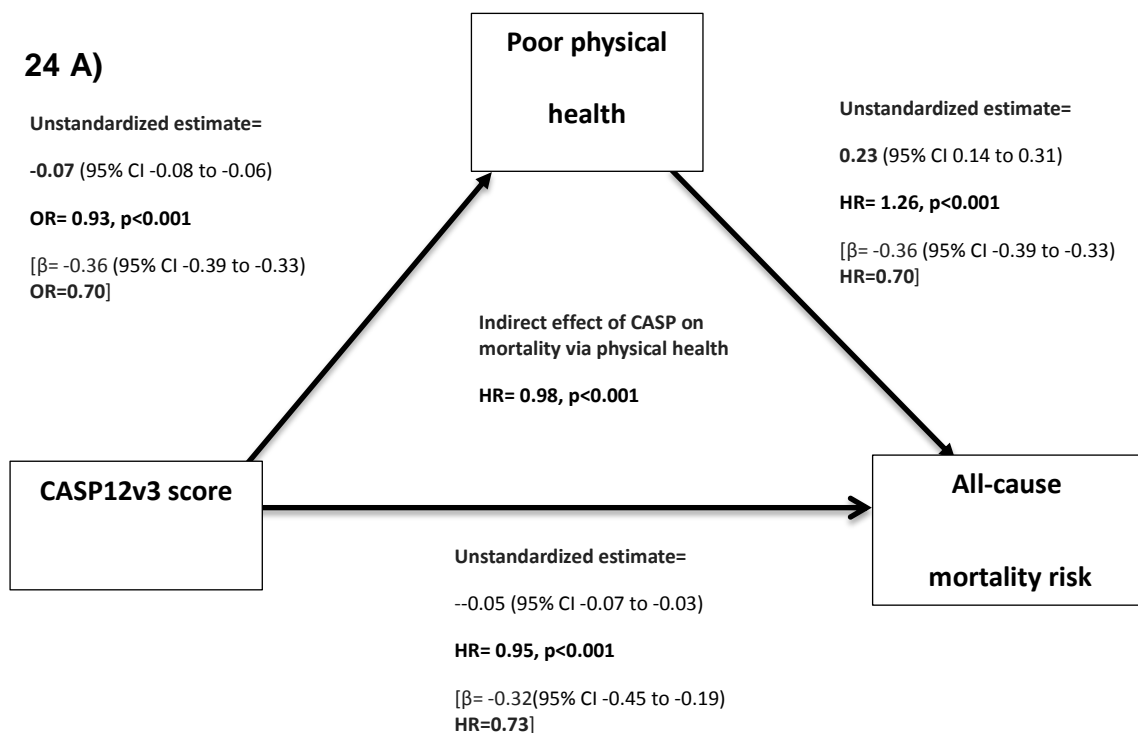 24 A)
Poor physical
health
Unstandardized estimate=
-0.07 (95% CI -0.08 to -0.06)
OR= 0.93, p<0.001
[β= -0.36 (95% CI -0.39 to -0.33)
OR=0.70]
Unstandardized estimate=
0.23 (95% CI 0.14 to 0.31)
HR= 1.26, p<0.001
[β= -0.36 (95% CI -0.39 to -0.33)
HR=0.70]
Indirect effect of CASP on
mortality via physical health
HR= 0.98, p<0.001
CASP12v3 score
All-cause
mortality risk
Unstandardized estimate=
--0.05 (95% CI -0.07 to -0.03)
HR= 0.95, p<0.001
[β= -0.32(95% CI -0.45 to -0.19)
HR=0.73]